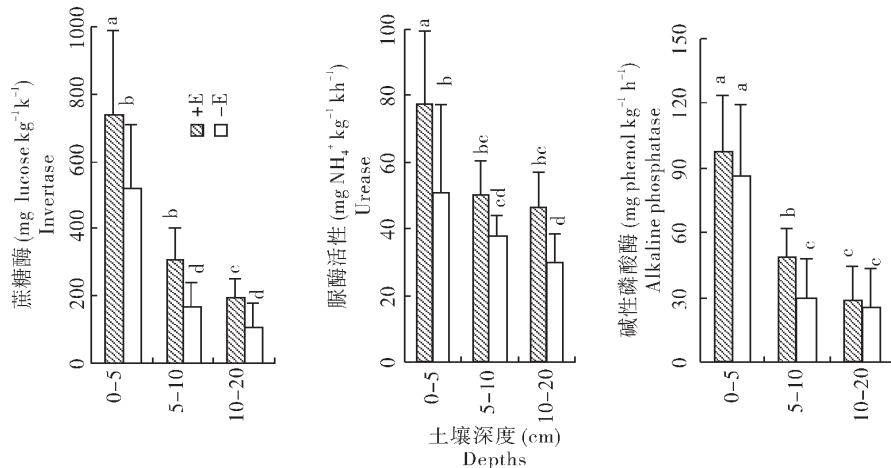 蔗糖酶 (mg lucose kg⁻¹k⁻¹)
Invertase
1000
800
600
400
200
0
a
b
b
d
c
d
+E
−E
0−5
5−10
10−20
脲酶活性 (mg NH₄⁺ kg⁻¹ kh⁻¹)
Urease
100
80
60
40
20
0
a
b
bc
cd
bc
d
0−5
5−10
10−20
碱性磷酸酶 (mg phenol kg⁻¹ h⁻¹)
Alkaline phosphatase
150
120
90
60
30
0
a
a
b
c
c
c
0−5
5−10
10−20
土壤深度 (cm)
Depths